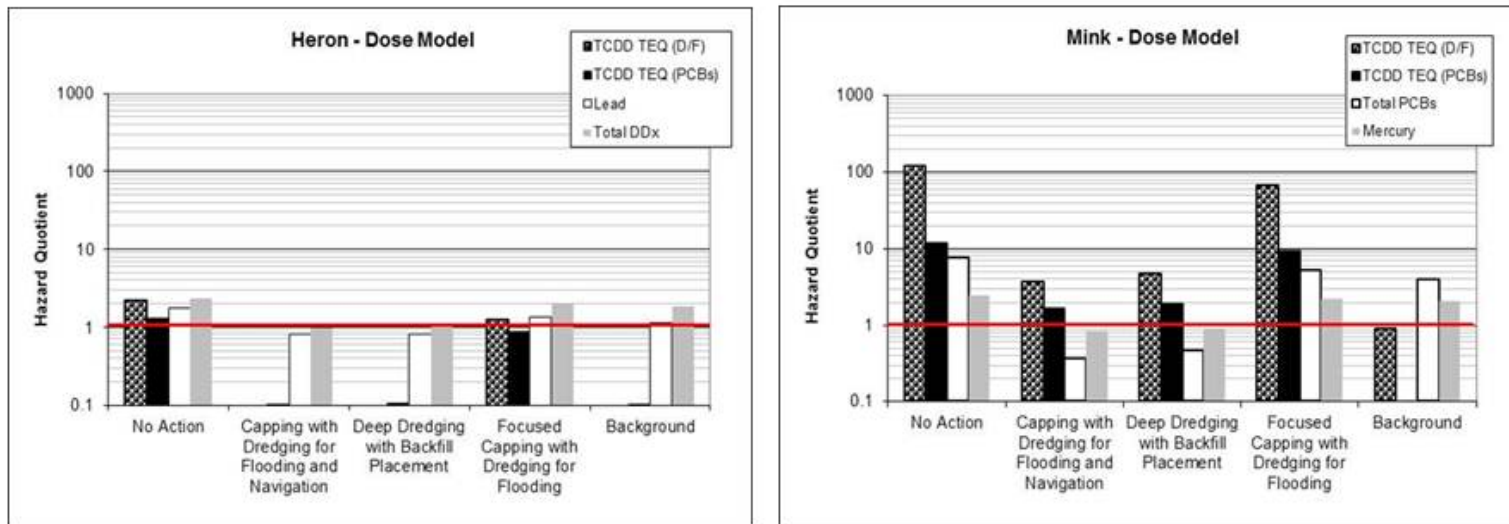 Heron - Dose Model
TCDD TEQ (D/F)
TCDD TEQ (PCBs)
Lead
Total DDx
Hazard Quotient
1000
100
10
1
0.1
No Action
Capping with
Dredging for
Flooding and
Navigation
Deep Dredging
with Backfill
Placement
Focused
Capping with
Dredging for
Flooding
Background
Mink - Dose Model
TCDD TEQ (D/F)
TCDD TEQ (PCBs)
Total PCBs
Mercury
Hazard Quotient
1000
100
10
1
0.1
No Action
Capping with
Dredging for
Flooding and
Navigation
Deep Dredging
with Backfill
Placement
Focused
Capping with
Dredging for
Flooding
Background